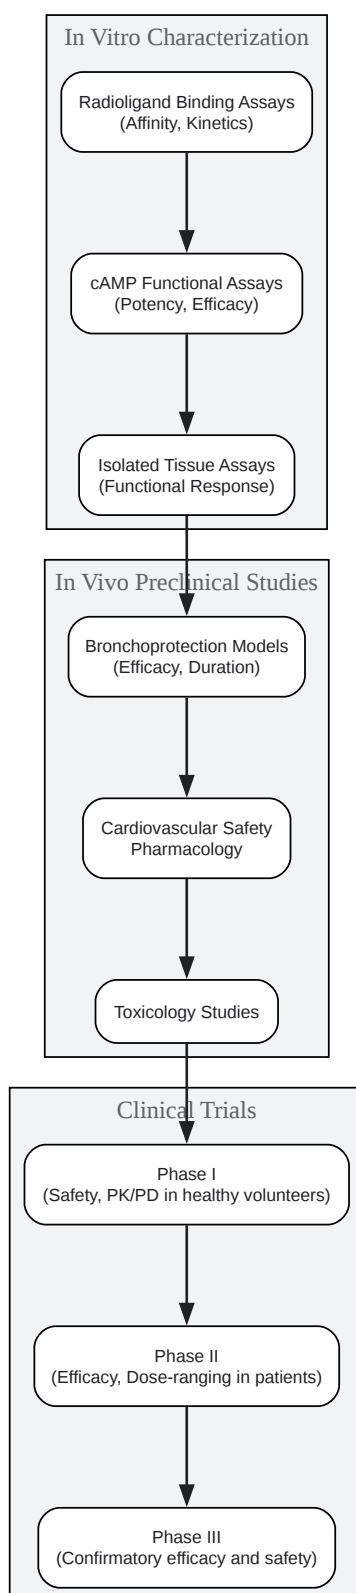 In Vitro Characterization
Radioligand Binding Assays
(Affinity, Kinetics)
cAMP Functional Assays
(Potency, Efficacy)
Isolated Tissue Assays
(Functional Response)
In Vivo Preclinical Studies
Bronchoprotection Models
(Efficacy, Duration)
Cardiovascular Safety
Pharmacology
Toxicology Studies
Clinical Trials
Phase I
(Safety, PK/PD in healthy volunteers)
Phase II
(Efficacy, Dose-ranging in patients)
Phase III
(Confirmatory efficacy and safety)